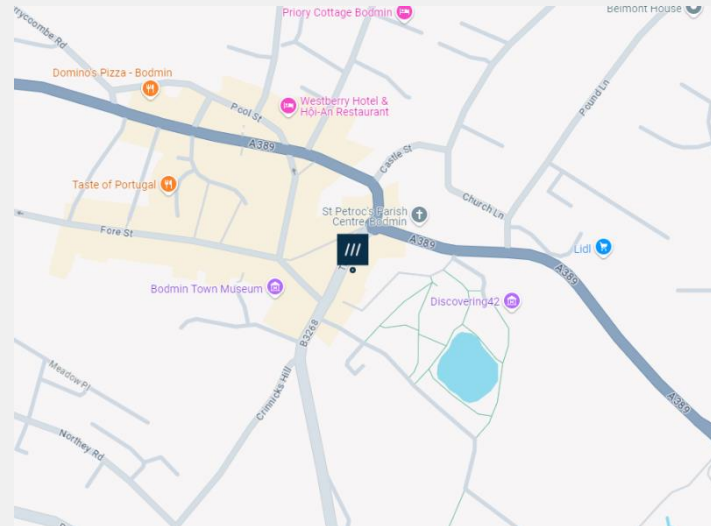 Priory Cottage Bodmin
Belmont House
Domino's Pizza - Bodmin
Westberry Hotel &
Hội-An Restaurant
Pool St
Pound Ln
A389
Castle St
Taste of Portugal
Church Ln
St Petroc's Parish
Centre Bodmin
Fore St
A389
Lidl
A389
Bodmin Town Museum
Discovering42
B3268
Meadow Pl
Crinnicks Hill
A389
Northey Rd